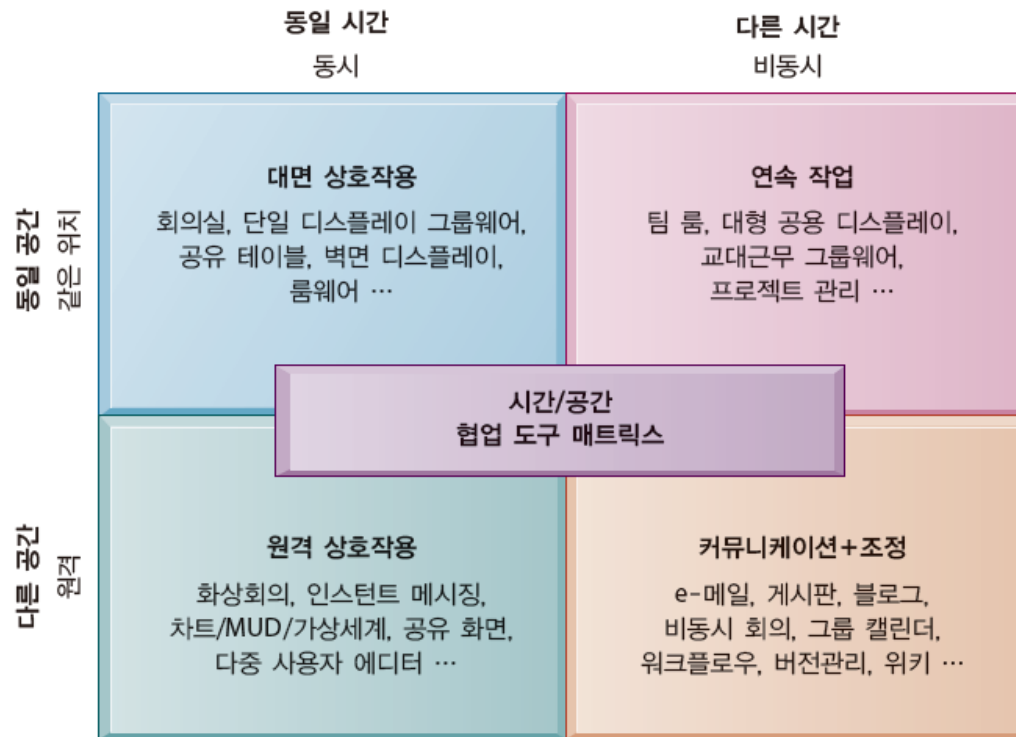 동일 시간
다른 시간
동시
비동시
동일 공간
같은 위치
대면 상호작용
회의실, 단일 디스플레이 그룹웨어,
공유 테이블, 벽면 디스플레이,
룸웨어 …
연속 작업
팀 룸, 대형 공용 디스플레이,
교대근무 그룹웨어,
프로젝트 관리 …
시간/공간
협업 도구 매트릭스
다른 공간
원격
원격 상호작용
화상회의, 인스턴트 메시징,
차트/MUD/가상세계, 공유 화면,
다중 사용자 에디터 …
커뮤니케이션+조정
e-메일, 게시판, 블로그,
비동시 회의, 그룹 캘린더,
워크플로우, 버전관리, 위키 …